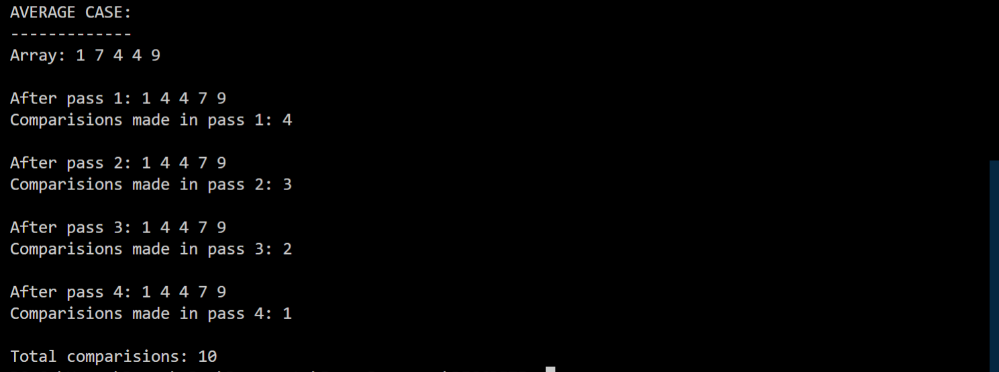 AVERAGE CASE:
-------------
Array: 1 7 4 4 9
After pass 1: 1 4 4 7 9
Comparisions made in pass 1: 4
After pass 2: 1 4 4 7 9
Comparisions made in pass 2: 3
After pass 3: 1 4 4 7 9
Comparisions made in pass 3: 2
After pass 4: 1 4 4 7 9
Comparisions made in pass 4: 1
Total comparisions: 10